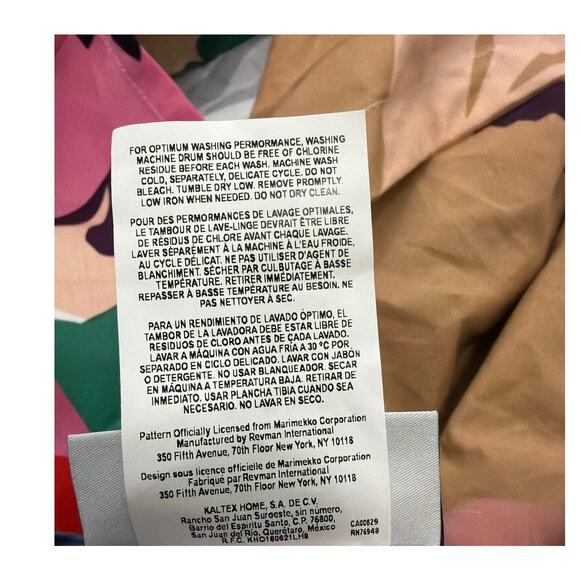 FOR OPTIMUM WASHING PERMORMANCE, WASHING
MACHINE DRUM SHOULD BE FREE OF CHLORINE
RESIDUE BEFORE EACH WASH. MACHINE WASH
COLD, SEPARATELY, DELICATE CYCLE. DO NOT
BLEACH. TUMBLE DRY LOW. REMOVE PROMPTLY.
LOW IRON WHEN NEEDED. DO NOT DRY CLEAN.
POUR DES PERMORMANCES DE LAVAGE OPTIMALES,
LE TAMBOUR DE LAVE-LINGE DEVRAIT ÊTRE LIBRE
DE RÉSIDUS DE CHLORE AVANT CHAQUE LAVAGE.
LAVER SÉPARÉMENT À LA MACHINE À L'EAU FROIDE,
AU CYCLE DÉLICAT. NE PAS UTILISER D'AGENT DE
BLANCHIMENT. SÉCHER PAR CULBUTAGE À BASSE
TEMPÉRATURE. RETIRER IMMÉDIATEMENT.
REPASSER À BASSE TEMPÉRATURE AU BESOIN. NE
PAS NETTOYER À SEC.
PARA UN RENDIMIENTO DE LAVADO ÓPTIMO, EL
TAMBOR DE LA LAVADORA DEBE ESTAR LIBRE DE
RESIDUOS DE CLORO ANTES DE CADA LAVADO.
LAVAR A MÁQUINA CON AGUA FRÍA A 30 °C POR
SEPARADO EN CICLO DELICADO. LAVAR CON JABÓN
O DETERGENTE. NO USAR BLANQUEADOR. SECAR
EN MÁQUINA A TEMPERATURA BAJA. RETIRAR DE
INMEDIATO. USAR PLANCHA TIBIA CUANDO SEA
NECESARIO. NO LAVAR EN SECO.
Pattern Officially Licensed from Marimekko Corporation
Manufactured by Revman International
350 Fifth Avenue, 70th Floor New York, NY 10118
Design sous licence officielle de Marimekko Corporation
Fabriqué par Revman International
350 Fifth Avenue, 70th Floor New York, NY 10118
KALTEX HOME, S.A. DE C.V.
Rancho San Juan Suroeste, sin número,
Barrio del Espíritu Santo, C.P. 76800,
San Juan del Río, Querétaro, México
R.F.C. KHO180621LH8
CA00829
RN76948